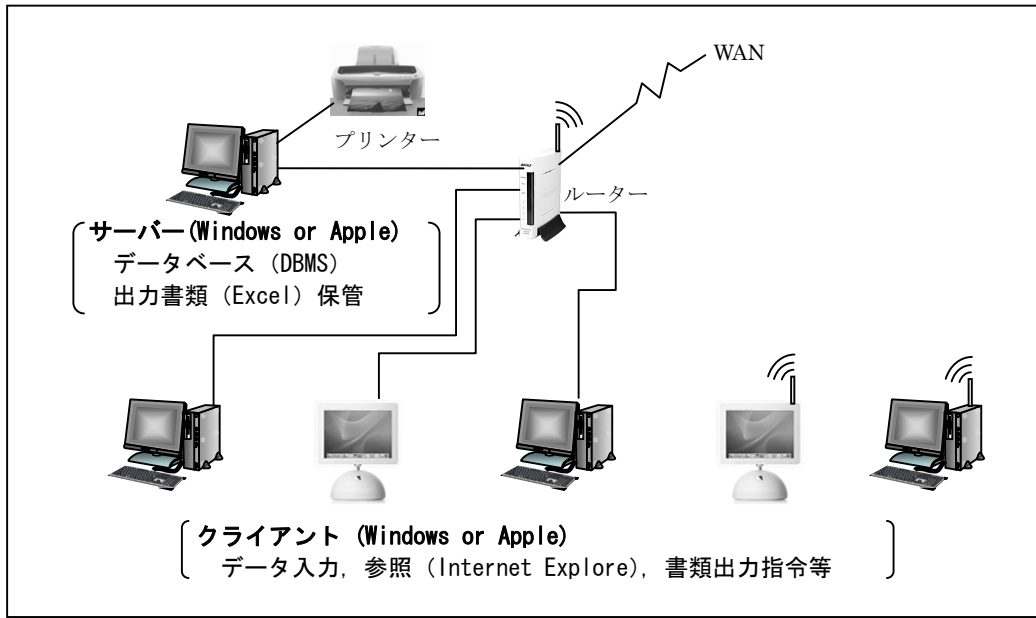 WAN
プリンター
ルーター
サーバー(Windows or Apple)
データベース (DBMS)
出力書類 (Excel) 保管
クライアント (Windows or Apple)
データ入力, 参照 (Internet Explore), 書類出力指令等